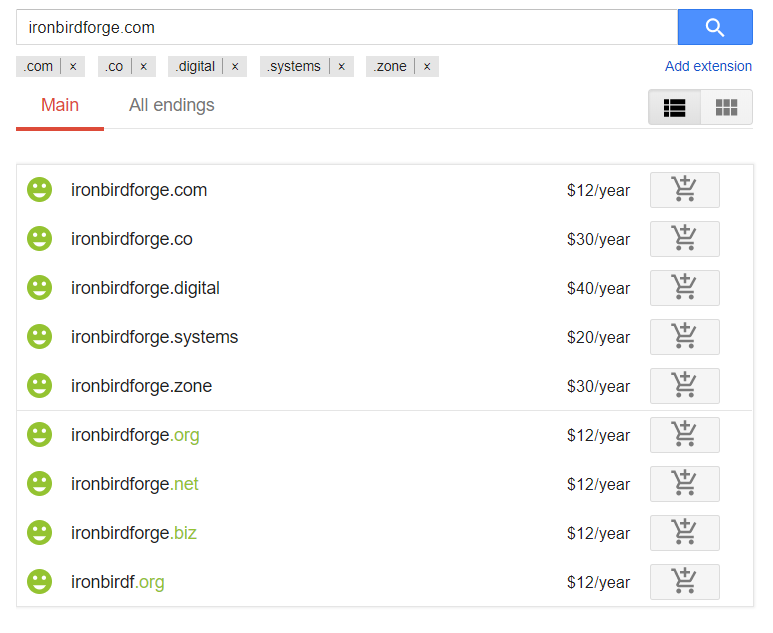 ironbirdforge.com
.com x .co x .digital x .systems x .zone x Add extension
Main All endings
ironbirdforge.com $12/year
ironbirdforge.co $30/year
ironbirdforge.digital $40/year
ironbirdforge.systems $20/year
ironbirdforge.zone $30/year
ironbirdforge.org $12/year
ironbirdforge.net $12/year
ironbirdforge.biz $12/year
ironbirdf.org $12/year